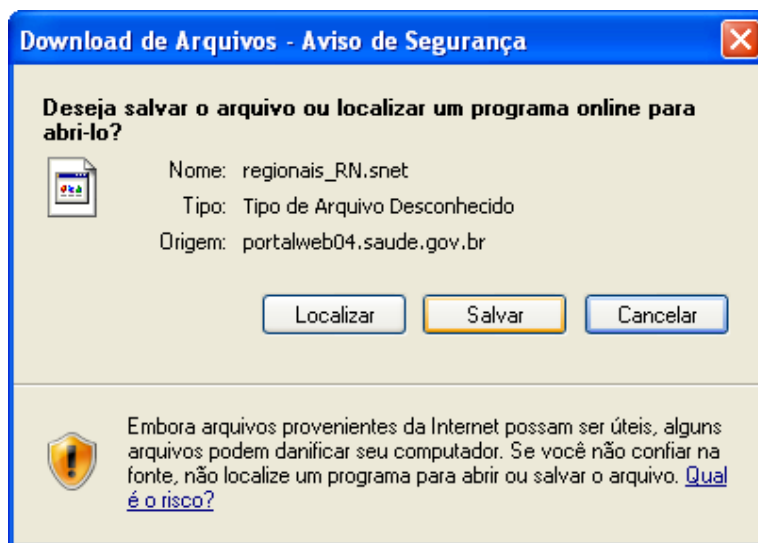 Download de Arquivos - Aviso de Segurança
Deseja salvar o arquivo ou localizar um programa online para
abri-lo?
Nome: regionais_RN.snet
Tipo: Tipo de Arquivo Desconhecido
Origem: portalweb04.saude.gov.br
Localizar Salvar Cancelar
Embora arquivos provenientes da Internet possam ser úteis, alguns
arquivos podem danificar seu computador. Se você não confiar na
fonte, não localize um programa para abrir ou salvar o arquivo. Qual
é o risco?